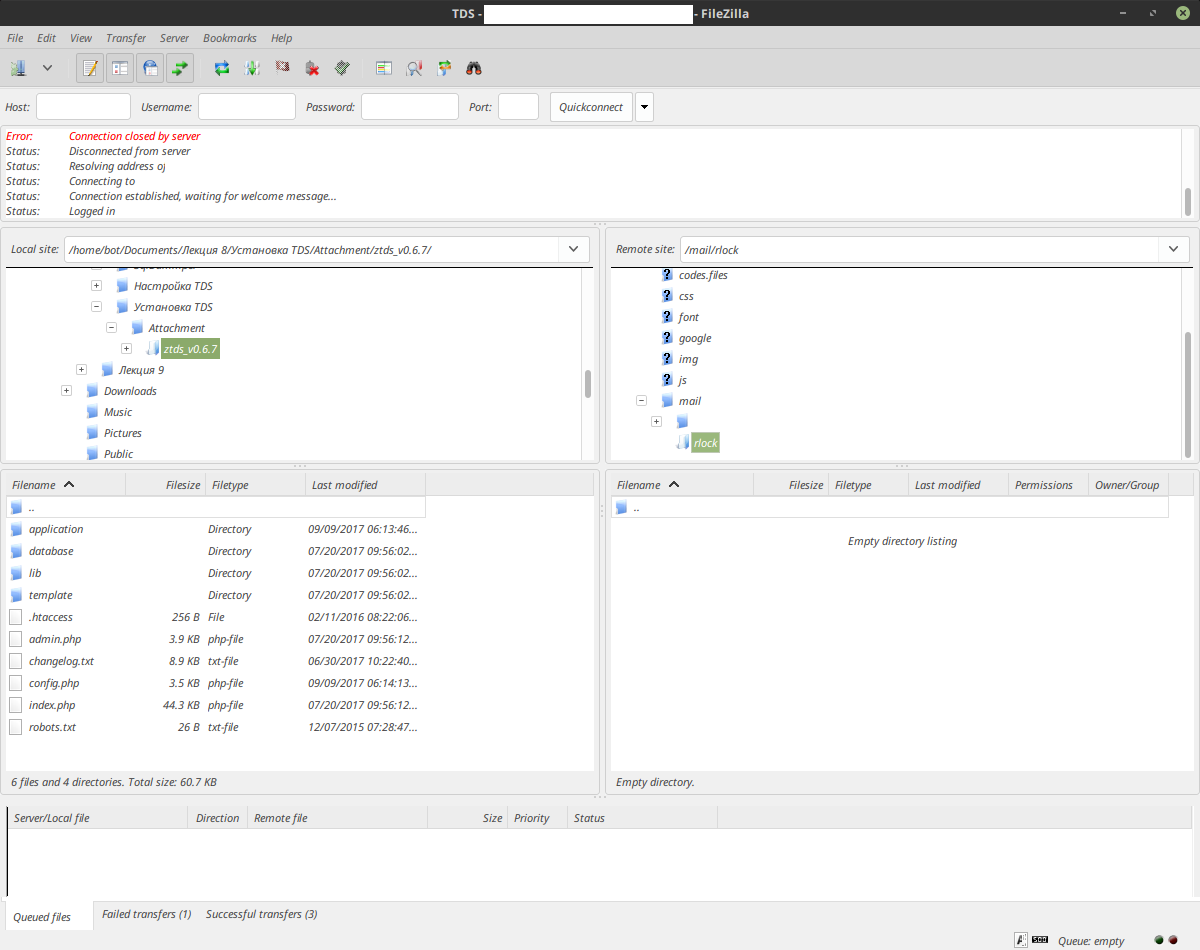 TDS - - FileZilla
File Edit View Transfer Server Bookmarks Help
Host: Username: Password: Port: Quickconnect
Error: Connection closed by server
Status: Disconnected from server
Status: Resolving address of
Status: Connecting to
Status: Connection established, waiting for welcome message...
Status: Logged in
Local site: /home/bot/Documents/Лекция 8/Установка TDS/Attachment/ztds_v0.6.7/
Настройка TDS
Установка TDS
Attachment
ztds_v0.6.7
Лекция 9
Downloads
Music
Pictures
Public
Remote site: /mail/rlock
codes.files
css
font
google
img
js
mail
rlock
Filename Filesize Filetype Last modified
..
application Directory 09/09/2017 06:13:46...
database Directory 07/20/2017 09:56:02...
lib Directory 07/20/2017 09:56:02...
template Directory 07/20/2017 09:56:02...
.htaccess 256 B File 02/11/2016 08:22:06...
admin.php 3.9 KB php-file 07/20/2017 09:56:12...
changelog.txt 8.9 KB txt-file 06/30/2017 10:22:40...
config.php 3.5 KB php-file 09/09/2017 06:14:13...
index.php 44.3 KB php-file 07/20/2017 09:56:12...
robots.txt 26 B txt-file 12/07/2015 07:28:47...
6 files and 4 directories. Total size: 60.7 KB
Filename Filesize Filetype Last modified Permissions Owner/Group
..
Empty directory listing
Empty directory.
Server/Local file Direction Remote file Size Priority Status
Queued files Failed transfers (1) Successful transfers (3)
Queue: empty